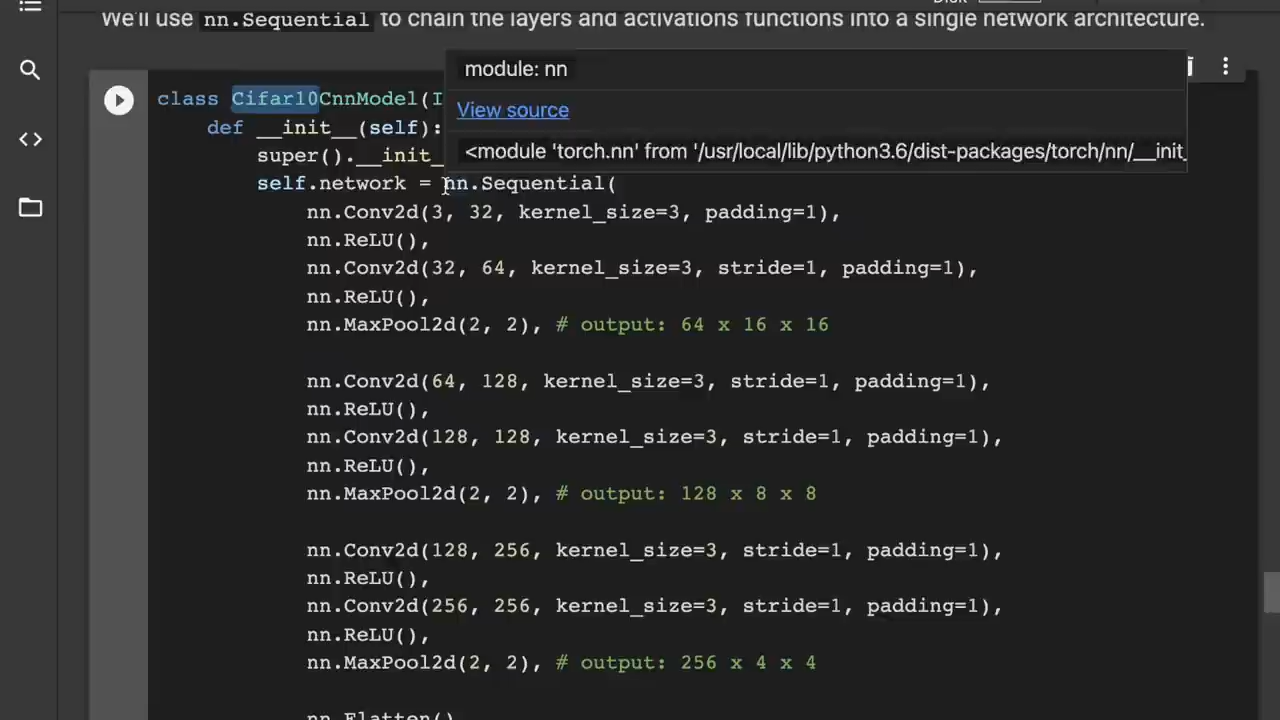 We'll use nn.Sequential to chain the layers and activations functions into a single network architecture.
module: nn
View source
<module 'torch.nn' from '/usr/local/lib/python3.6/dist-packages/torch/nn/__init_
class Cifar10CnnModel(I
def __init__(self):
super().__init_
self.network = nn.Sequential(
nn.Conv2d(3, 32, kernel_size=3, padding=1),
nn.ReLU(),
nn.Conv2d(32, 64, kernel_size=3, stride=1, padding=1),
nn.ReLU(),
nn.MaxPool2d(2, 2), # output: 64 x 16 x 16
nn.Conv2d(64, 128, kernel_size=3, stride=1, padding=1),
nn.ReLU(),
nn.Conv2d(128, 128, kernel_size=3, stride=1, padding=1),
nn.ReLU(),
nn.MaxPool2d(2, 2), # output: 128 x 8 x 8
nn.Conv2d(128, 256, kernel_size=3, stride=1, padding=1),
nn.ReLU(),
nn.Conv2d(256, 256, kernel_size=3, stride=1, padding=1),
nn.ReLU(),
nn.MaxPool2d(2, 2), # output: 256 x 4 x 4
nn.Flatten()